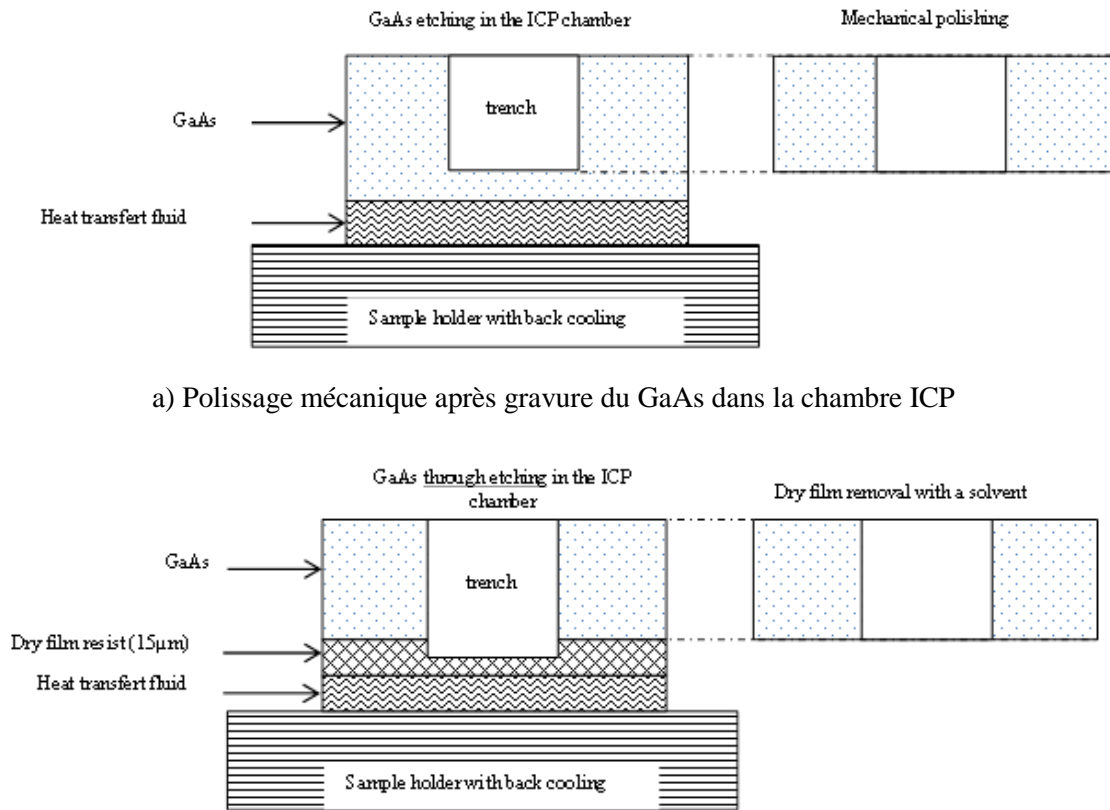 GaAs etching in the ICP chamber
Mechanical polishing
trench
GaAs
Heat transfert fluid
Sample holder with back cooling
a) Polissage mécanique après gravure du GaAs dans la chambre ICP
GaAs through etching in the ICP
chamber
Dry film removal with a solvent
GaAs
trench
Dry film resist (15µm)
Heat transfert fluid
Sample holder with back cooling